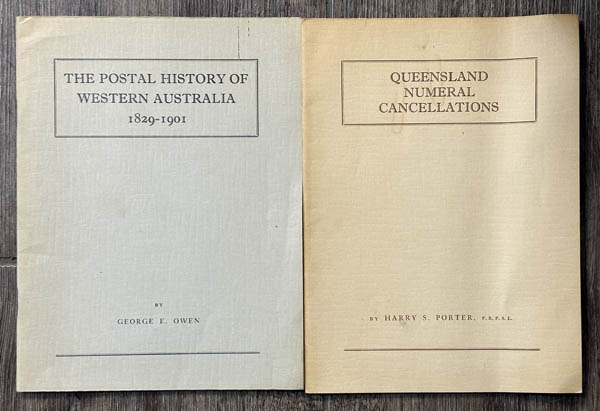 THE POSTAL HISTORY OF
WESTERN AUSTRALIA
1829-1901
BY
GEORGE E. OWEN
QUEENSLAND
NUMERAL
CANCELLATIONS
BY HARRY S. PORTER, F.R.P.S.L.